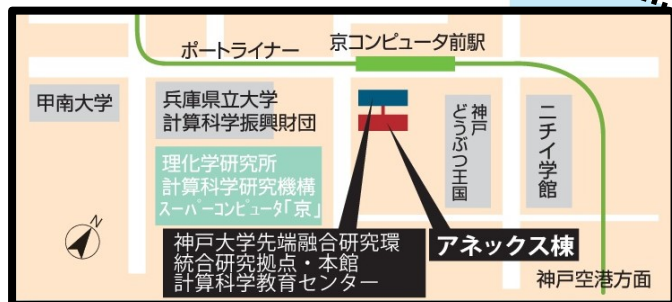 ポートライナー
京コンピュータ前駅
甲南大学
兵庫県立大学
計算科学振興財団
神戸
どうぶつ王国
ニチイ学館
理化学研究所
計算科学研究機構
スーパーコンピュータ「京」
N
神戸大学先端融合研究環
統合研究拠点・本館
計算科学教育センター
アネックス棟
神戸空港方面